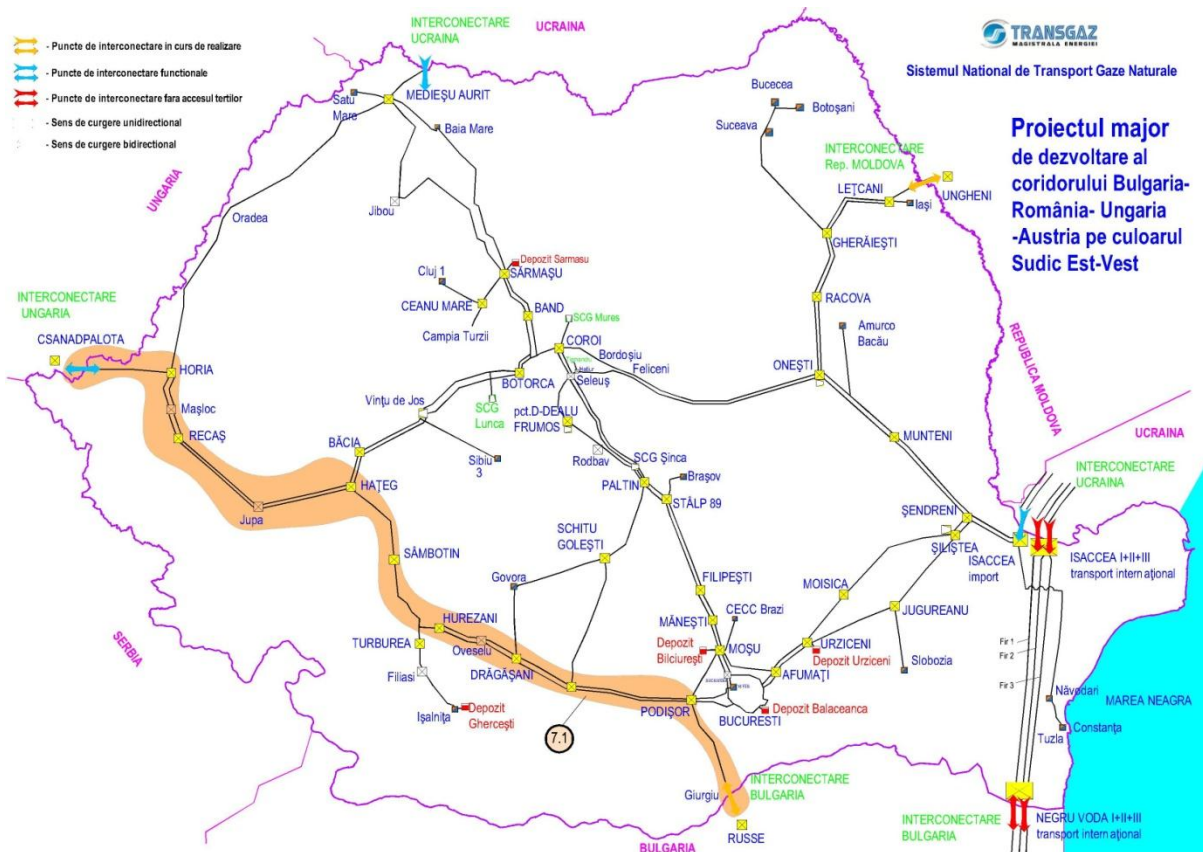 - Puncte de interconectare in curs de realizare
- Puncte de interconectare functionale
- Puncte de interconectare fara accesul tertilor
- Sens de curgere unidirectional
- Sens de curgere bidirectional
INTERCONECTARE
UCRAINA
UCRAINA
TRANSGAZ
MAGISTRALA ENERGIEI
Sistemul National de Transport Gaze Naturale
Proiectul major
de dezvoltare al
coridorului Bulgaria-
România- Ungaria
-Austria pe culoarul
Sudic Est-Vest
Satu
Mare
MEDIEŞU AURIT
Baia Mare
Bucecea
Botoşani
Suceava
INTERCONECTARE
Rep. MOLDOVA
LEŢCANI
UNGHENI
Iaşi
UNGARIA
Jibou
Oradea
GHERĂIEŞTI
Depozit Sarmasu
SĂRMAŞU
Cluj 1
CEANU MARE
Campia Turzii
BAND
RACOVA
INTERCONECTARE
UNGARIA
CSANADPALOTA
SCG Mures
COROI
Bordoşiu
Feliceni
Amurco
Bacău
REPUBLICA MOLDOVA
HORIA
BOTORCA
Seleuş
ONEŞTI
Maşloc
Vinţu de Jos
SCG
Lunca
pct.D-DEALU
FRUMOS
RECAŞ
BĂCIA
MUNTENI
UCRAINA
Sibiu
3
Rodbav
SCG Şinca
INTERCONECTARE
UCRAINA
HAŢEG
PALTIN
Braşov
Jupa
STÂLP 89
ŞENDRENI
SCHITU
GOLEŞTI
SILIŞTEA
ISACCEA
import
ISACCEA I+II+III
transport internaţional
SÂMBOTIN
Govora
FILIPEŞTI
MOISICA
HUREZANI
MĂNEŞTI
CECC Brazi
JUGUREANU
SERBIA
TURBUREA
Oveselu
Depozit
Bilciureşti
MOŞU
URZICENI
Depozit Urziceni
Fir 1
Fir 2
Fir 3
Filiasi
DRĂGĂŞANI
AFUMAŢI
Slobozia
Işalniţa
Depozit
Gherceşti
PODIŞOR
BUCURESTI
Depozit Balaceanca
Năvodari
MAREA NEAGRA
Constanţa
Tuzla
7.1
Giurgiu
INTERCONECTARE
BULGARIA
RUSSE
BULGARIA
INTERCONECTARE
BULGARIA
NEGRU VODA I+II+III
transport internaţional